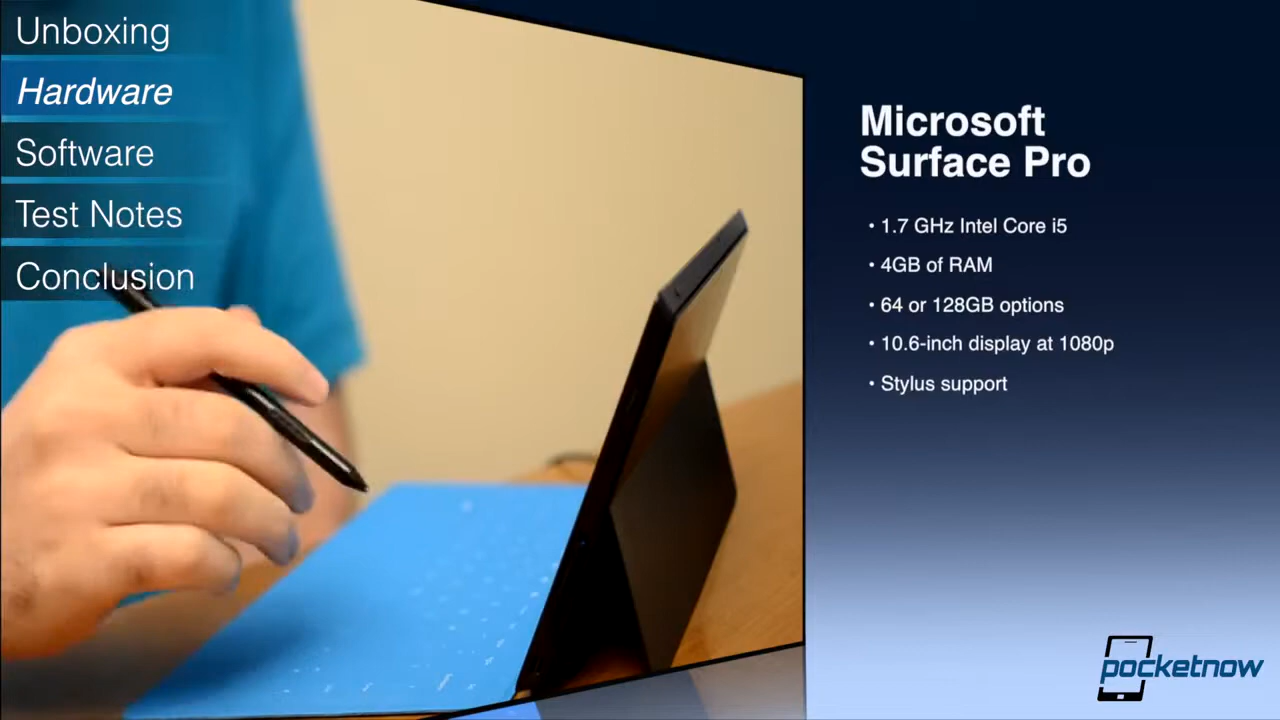 Unboxing
Hardware
Software
Test Notes
Conclusion
Microsoft
Surface Pro
• 1.7 GHz Intel Core i5
• 4GB of RAM
• 64 or 128GB options
• 10.6-inch display at 1080p
• Stylus support
pocketnow